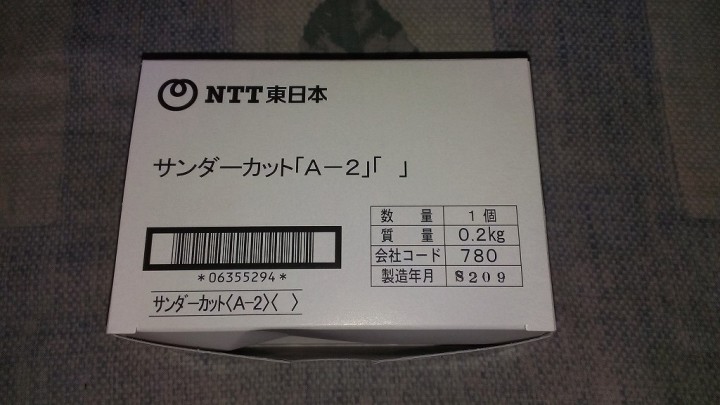 NTT東日本
サンダーカット「A-2」「 」
数量 1個
質量 0.2kg
会社コード 780
製造年月 8209
*06355294*
サンダーカット〈A-2〉〈 〉